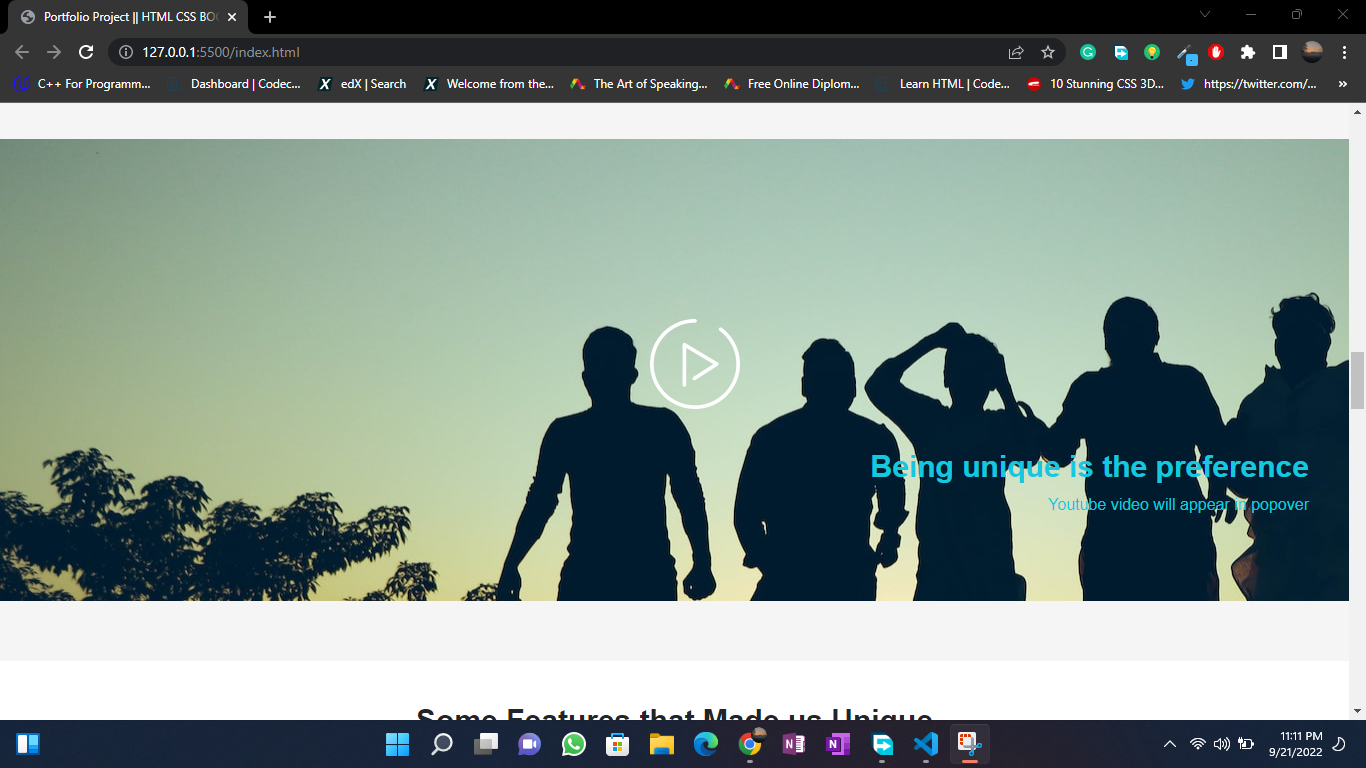 Portfolio Project || HTML CSS BOO
127.0.0.1:5500/index.html
C++ For Programm...
Dashboard | Codec...
edX | Search
Welcome from the...
The Art of Speaking...
Free Online Diplom...
Learn HTML | Code...
10 Stunning CSS 3D...
https://twitter.com/...
Being unique is the preference
Youtube video will appear in popover
Some Features that Made us Unique
11:11 PM
9/21/2022